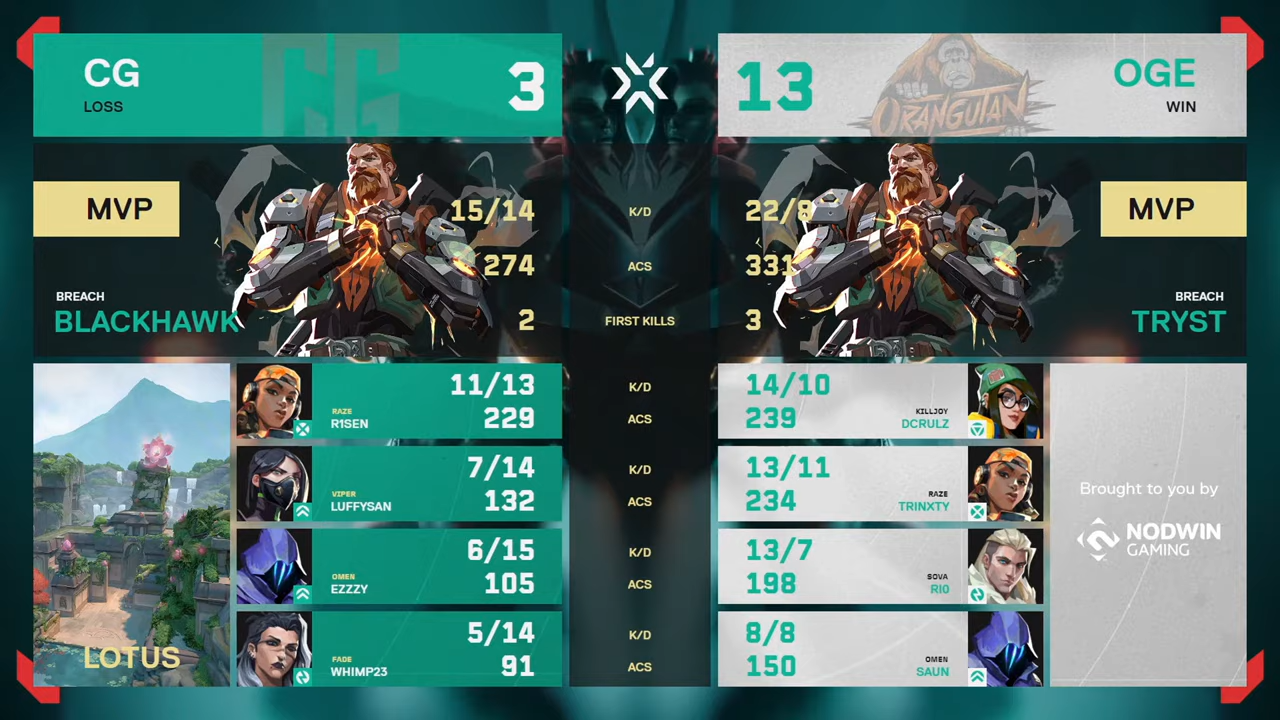 CG
LOSS
3
13
OGE
WIN
ORANGUTAN
MVP
15/14
K/D
22/8
MVP
274
ACS
331
BREACH
BLACKHAWK
2
FIRST KILLS
3
BREACH
TRYST
LOTUS
RAZE
R1SEN
11/13
229
K/D
ACS
14/10
239
KILLJOY
DCRULZ
VIPER
LUFFYSAN
7/14
132
K/D
ACS
13/11
234
RAZE
TRINXTY
OMEN
EZZZY
6/15
105
K/D
ACS
13/7
198
SOVA
RI0
FADE
WHIMP23
5/14
91
K/D
ACS
8/8
150
OMEN
SAUN
Brought to you by
NODWIN
GAMING